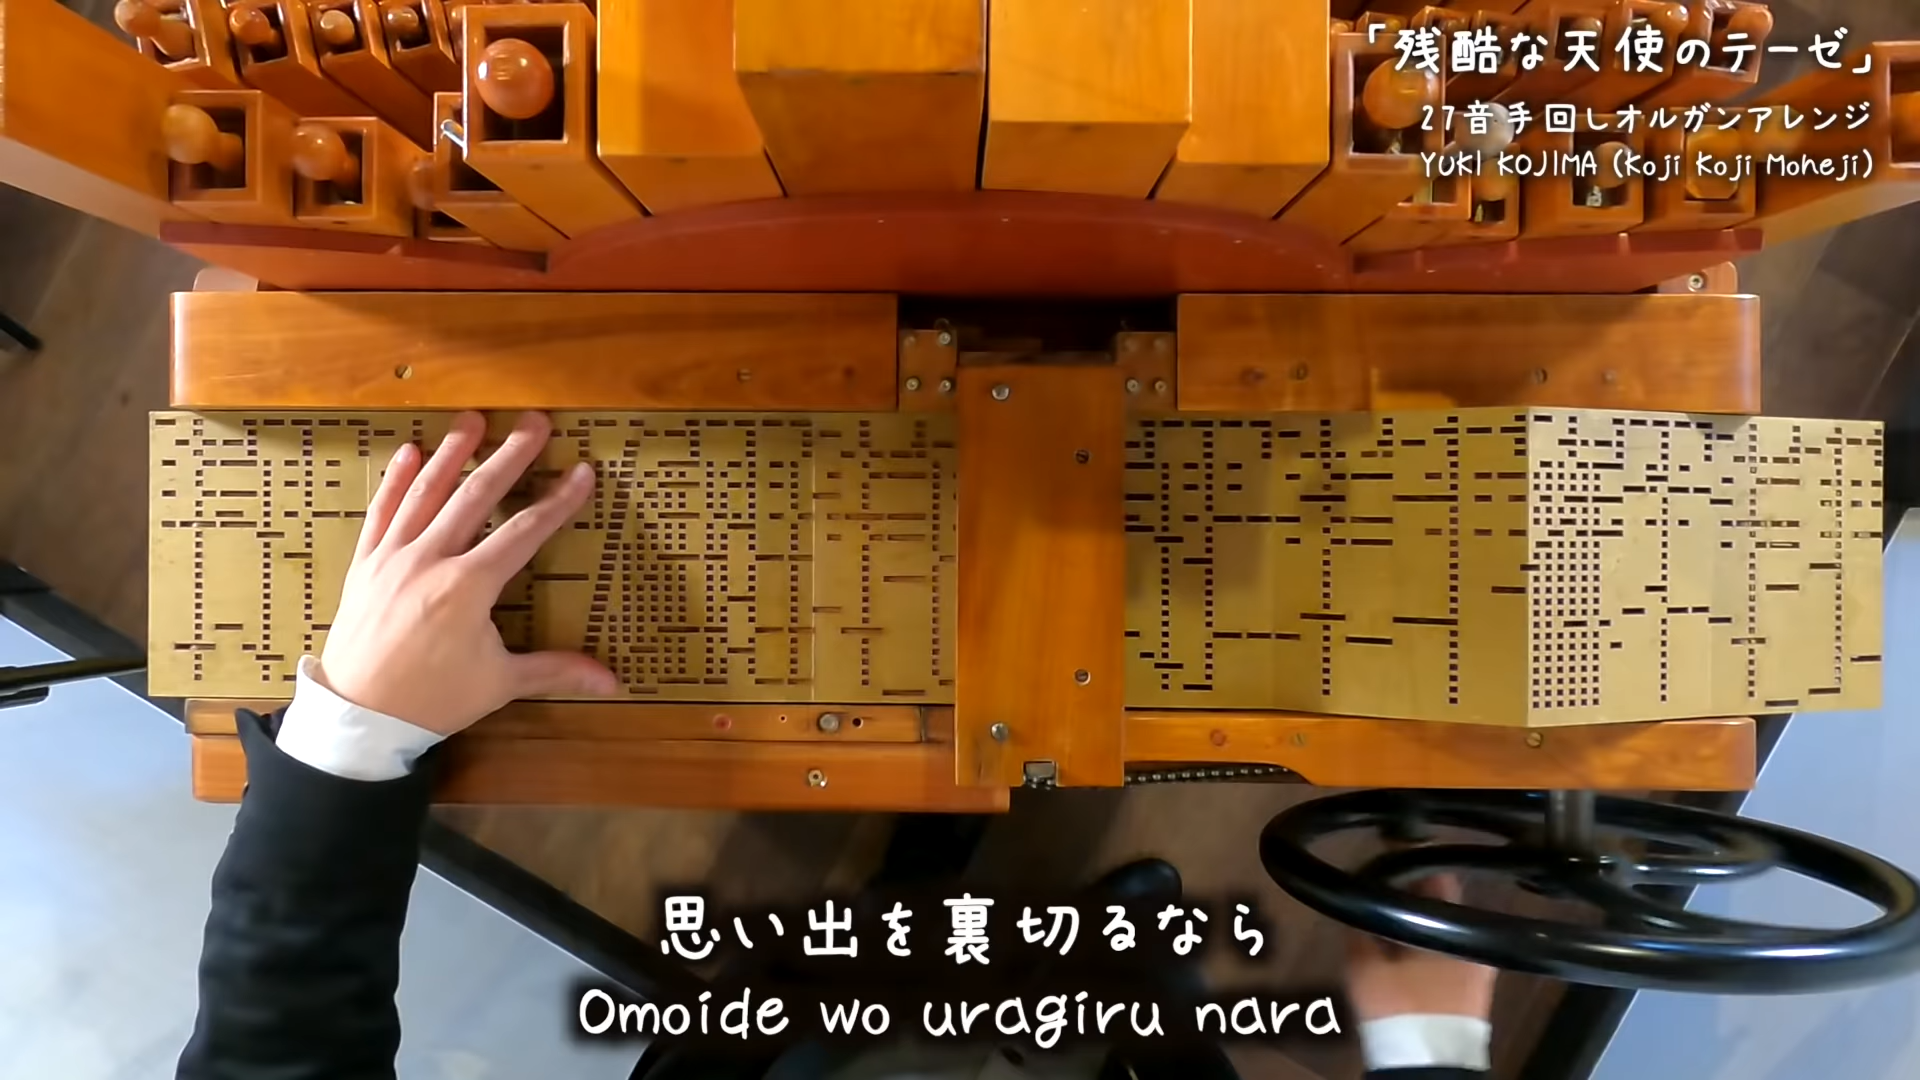 「残酷な天使のテーゼ」
27音手回しオルガンアレンジ
YUKI KOJIMA (Koji Koji Moheji)
思い出を裏切るなら
Omoide wo uragiru nara